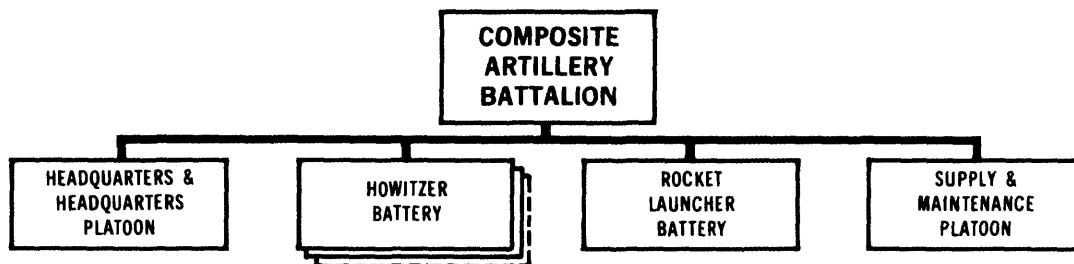 COMPOSITE
ARTILLERY
BATTALION
HEADQUARTERS &
HEADQUARTERS
PLATOON
HOWITZER
BATTERY
ROCKET
LAUNCHER
BATTERY
SUPPLY &
MAINTENANCE
PLATOON